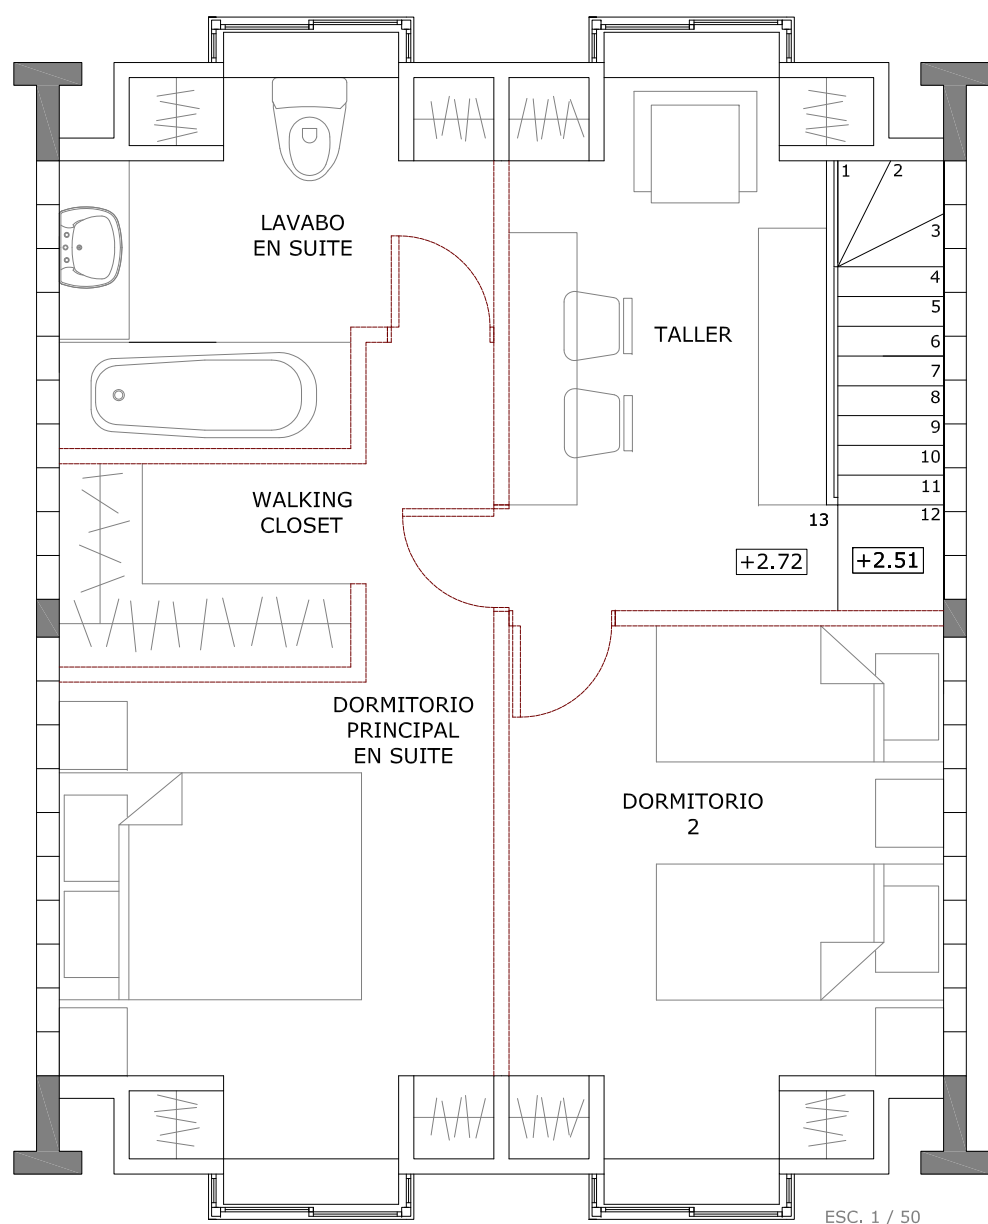 1
2
3
4
5
6
7
8
9
10
11
12
13
LAVABO
EN SUITE
TALLER
WALKING
CLOSET
+2.72
+2.51
DORMITORIO
PRINCIPAL
EN SUITE
DORMITORIO
2
ESC. 1 / 50